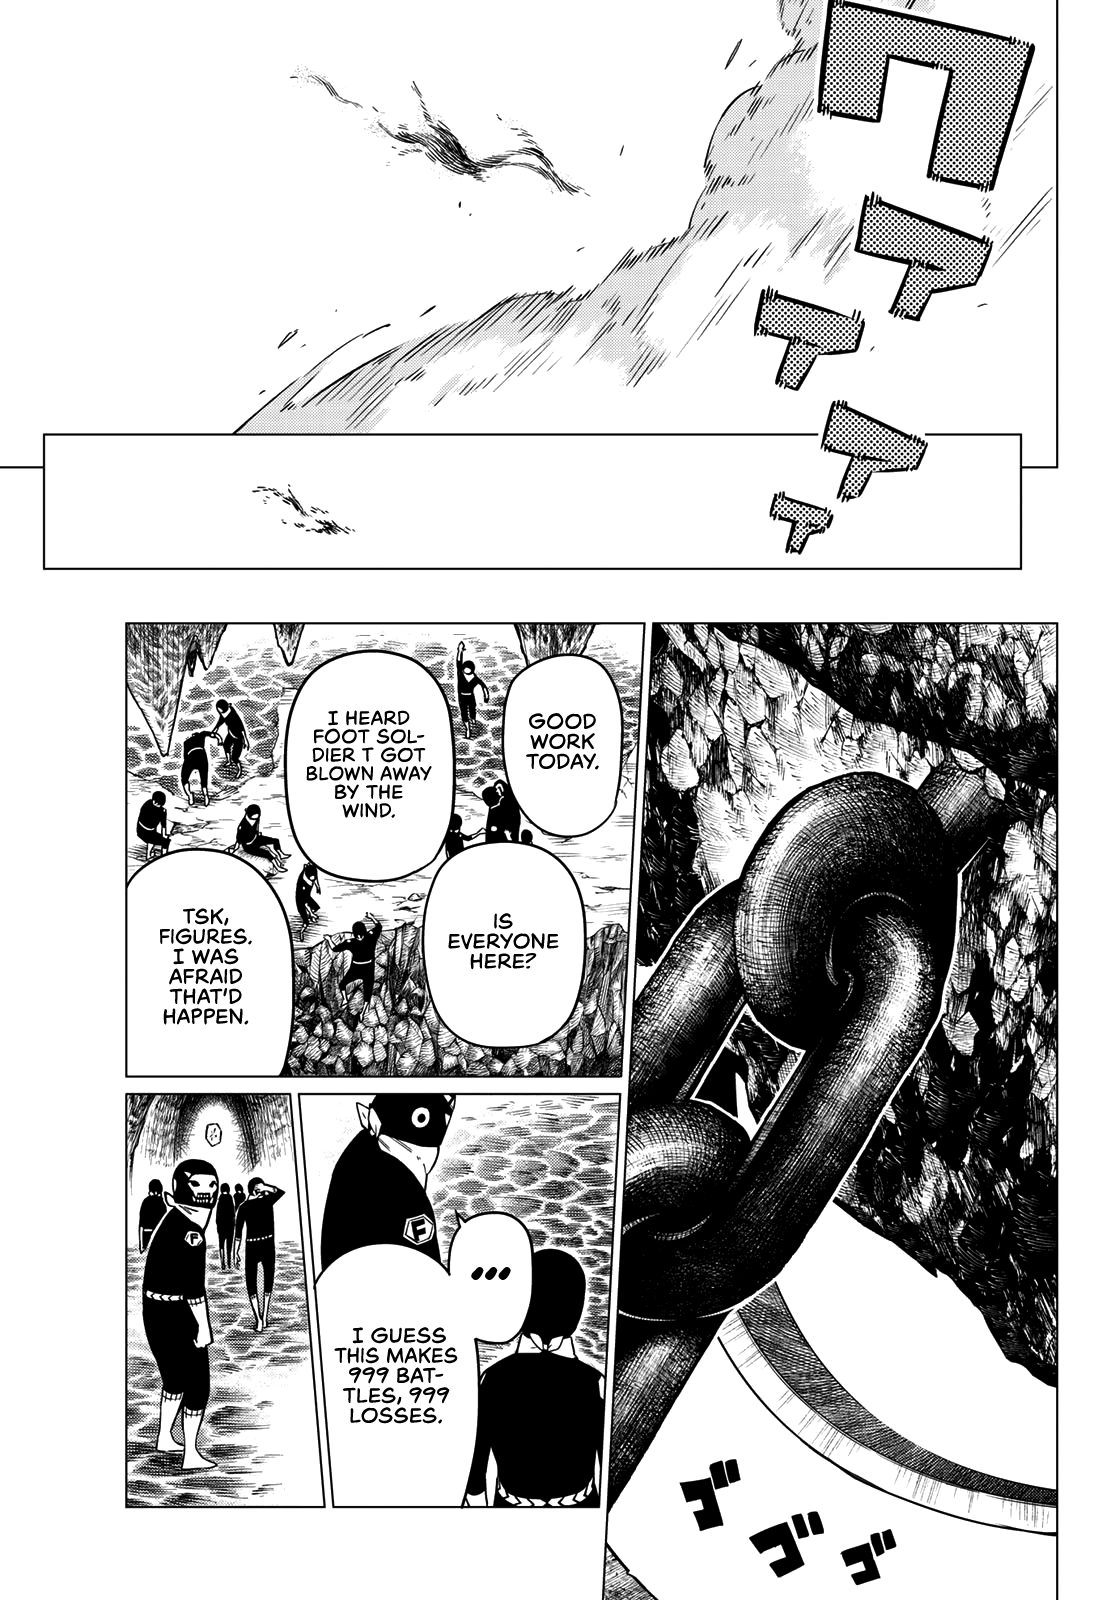 ワァァァァ
GOOD
WORK
TODAY.
I HEARD
FOOT SOL-
DIER T GOT
BLOWN AWAY
BY THE
WIND.
IS
EVERYONE
HERE?
TSK,
FIGURES.
I WAS
AFRAID
THAT'D
HAPPEN.
ゴゴゴ
F
...
I GUESS
THIS MAKES
999 BAT-
TLES, 999
LOSSES.